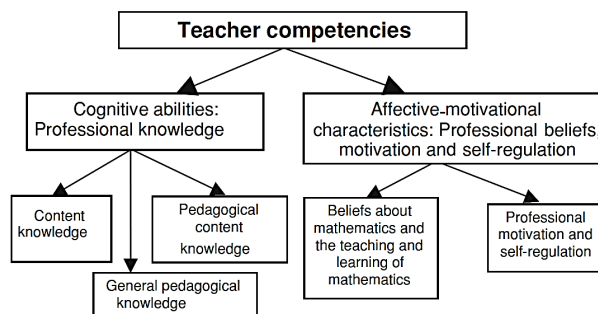 Teacher competencies
Cognitive abilities:
Professional knowledge
Affective-motivational
characteristics: Professional beliefs,
motivation and self-regulation
Content
knowledge
Pedagogical
content
knowledge
General pedagogical
knowledge
Beliefs about
mathematics and
the teaching and
learning of
mathematics
Professional
motivation and
self-regulation